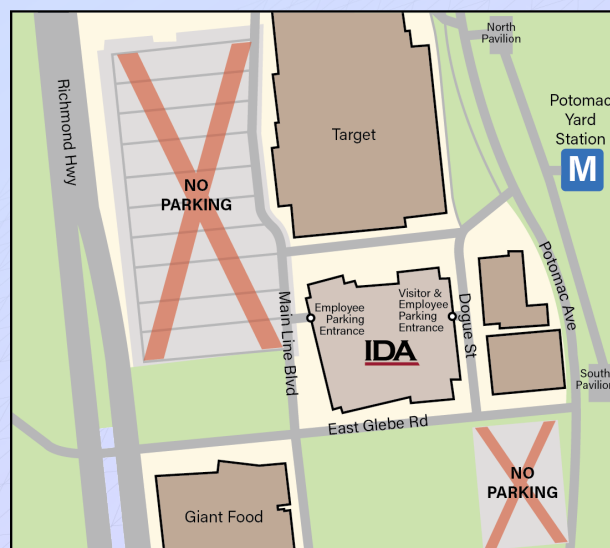 North
Pavilion
Richmond Hwy
Target
Potomac
Yard
Station
M
NO
PARKING
Potomac Ave
Main Line Blvd
Employee
Parking
Entrance
Visitor &
Employee
Parking
Entrance
Dogue St
IDA
South
Pavilion
East Glebe Rd
NO
PARKING
Giant Food